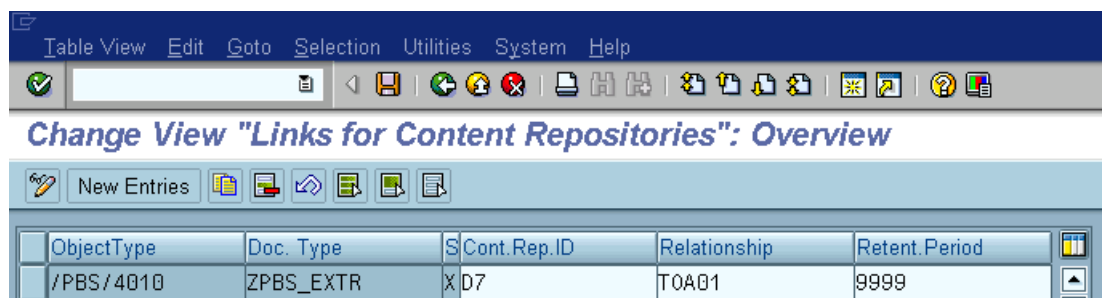 Table View Edit Goto Selection Utilities System Help
Change View "Links for Content Repositories": Overview
New Entries
ObjectType Doc. Type S Cont.Rep.ID Relationship Retent.Period
/PBS/4010 ZPBS_EXTR X D7 TOA01 9999